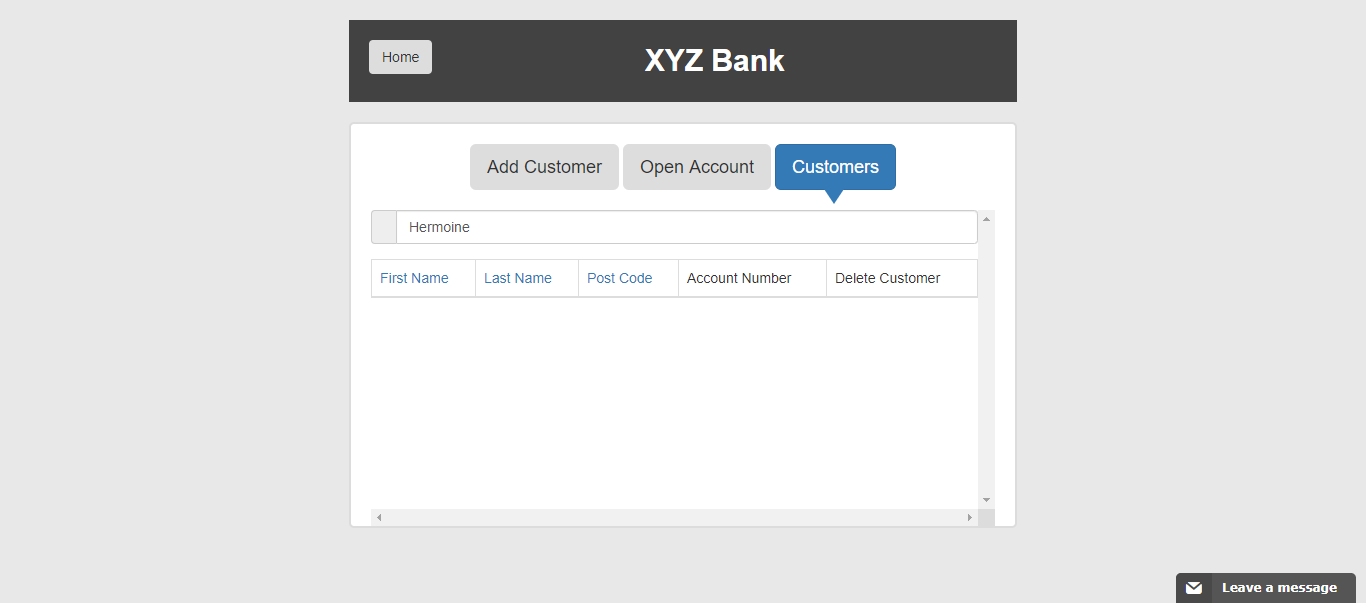 Home
XYZ Bank
Add Customer
Open Account
Customers
Hermoine
First Name
Last Name
Post Code
Account Number
Delete Customer
Leave a message